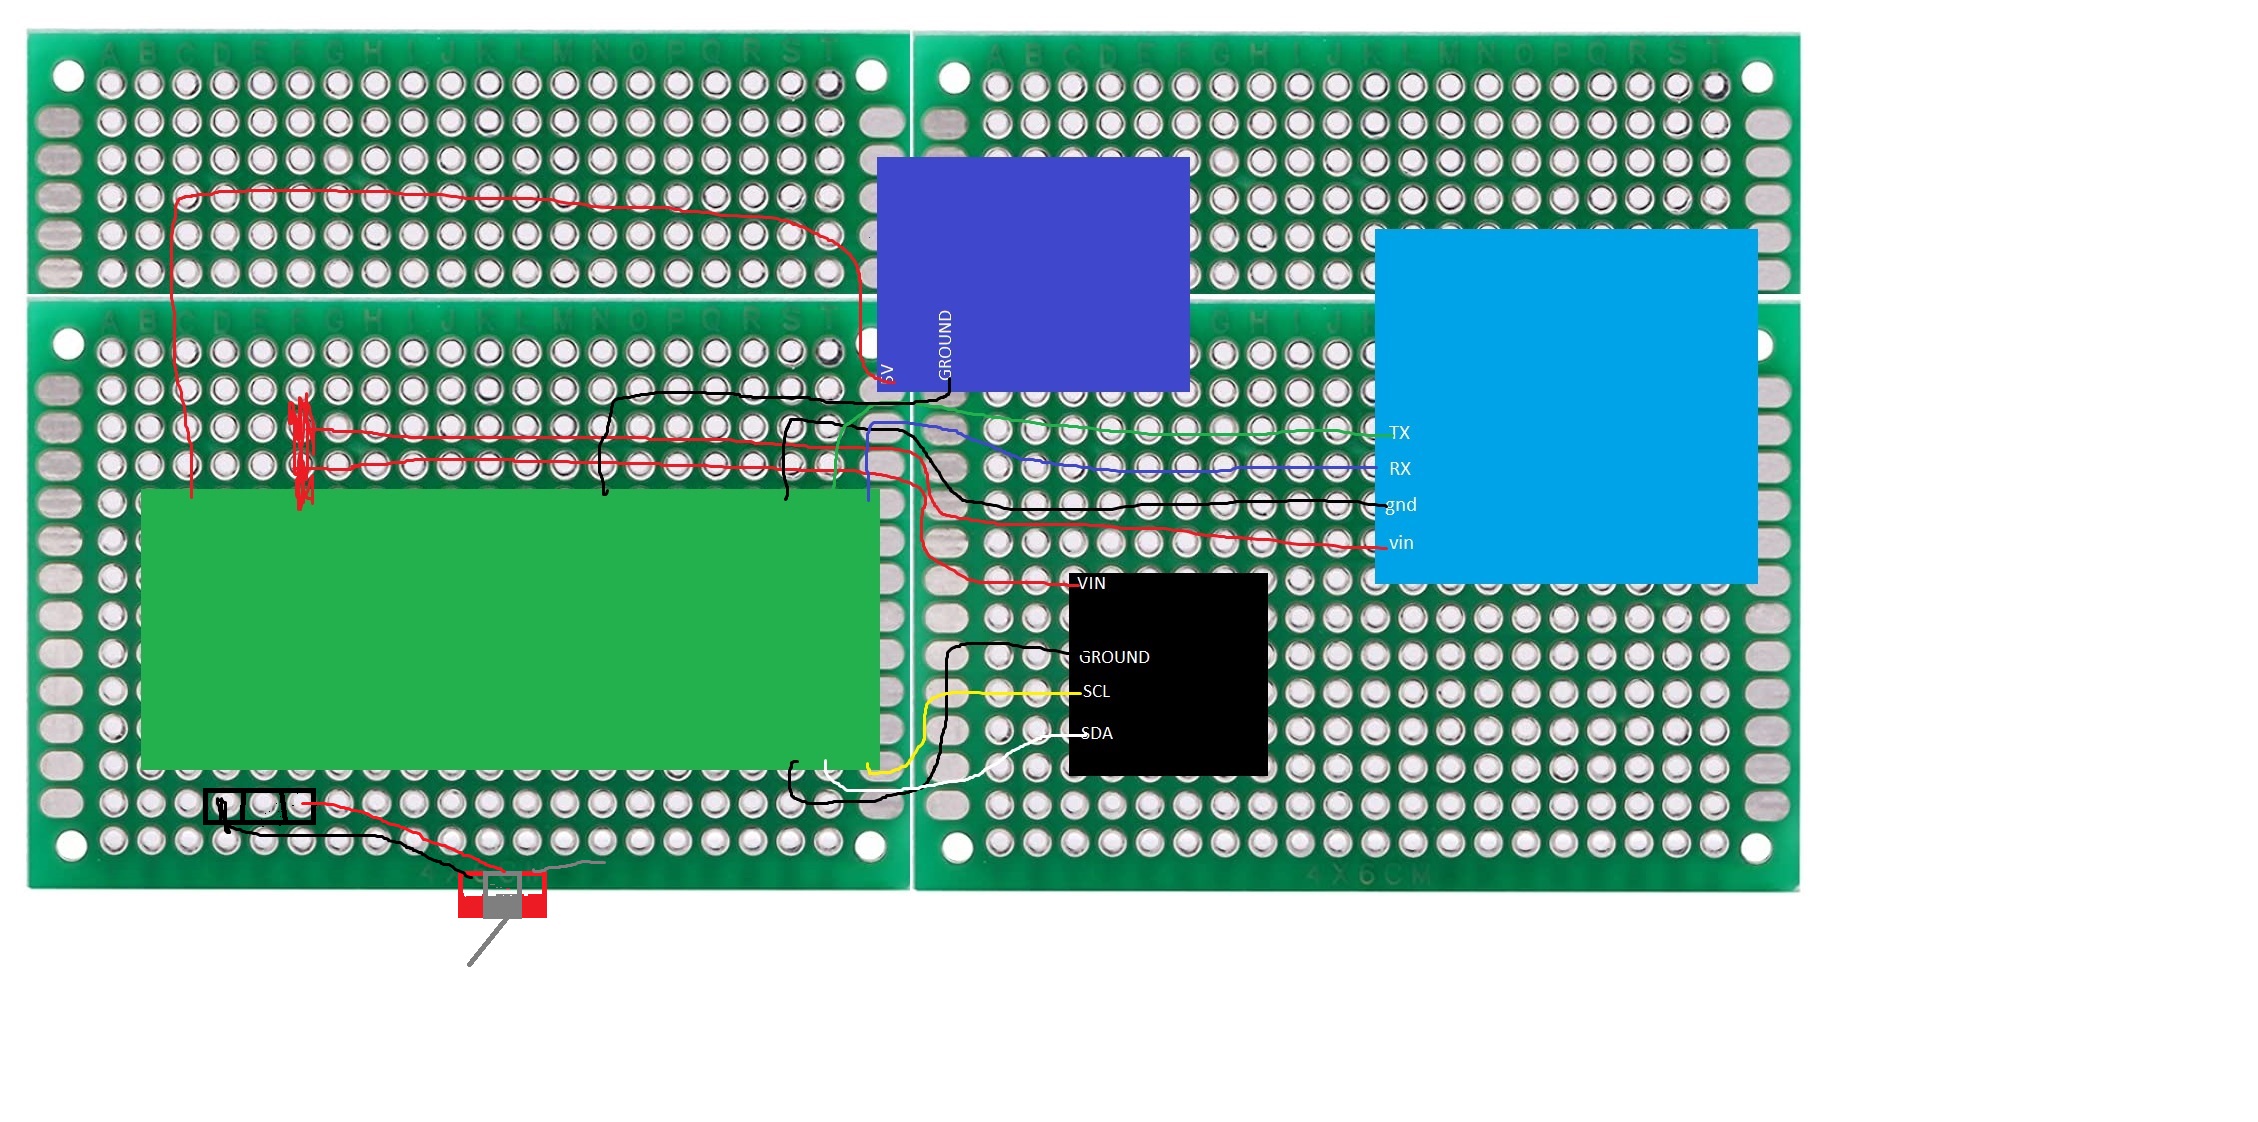 A B C D E F G H I J K L M N O P Q R S T
A B C D E F G H I J K L M N O P Q R S T
A B C D E F G H I J K L M N O P Q R S T
G H I J
5V
GROUND
TX
RX
gnd
vin
VIN
GROUND
SCL
SDA
4X6CM